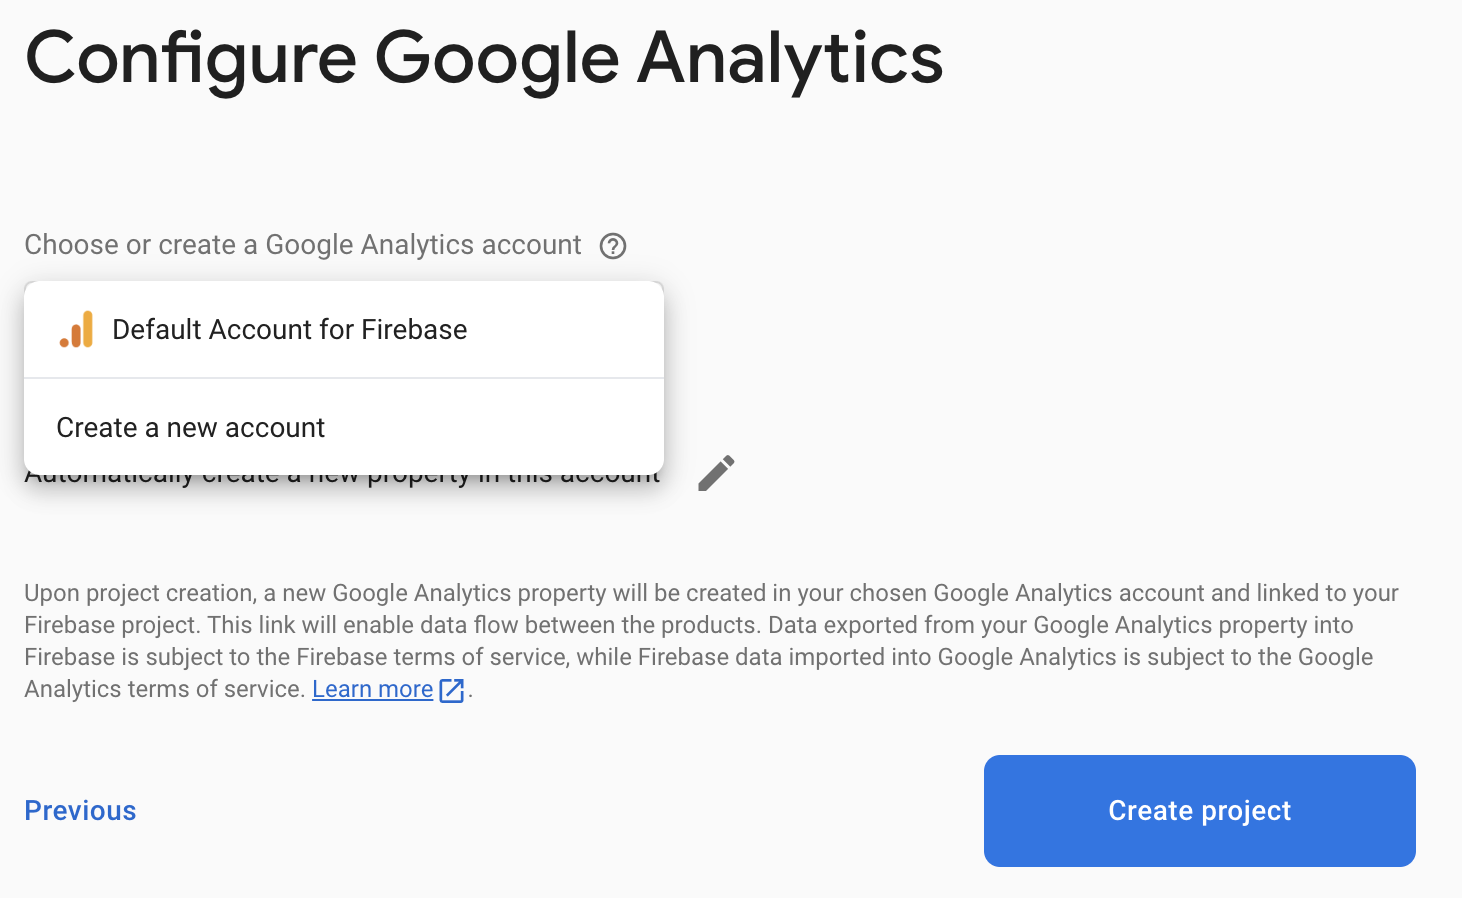 Configure Google Analytics
Choose or create a Google Analytics account
Default Account for Firebase
Create a new account
Automatically create a new property in this account
Upon project creation, a new Google Analytics property will be created in your chosen Google Analytics account and linked to your
Firebase project. This link will enable data flow between the products. Data exported from your Google Analytics property into
Firebase is subject to the Firebase terms of service, while Firebase data imported into Google Analytics is subject to the Google
Analytics terms of service. Learn more.
Previous
Create project